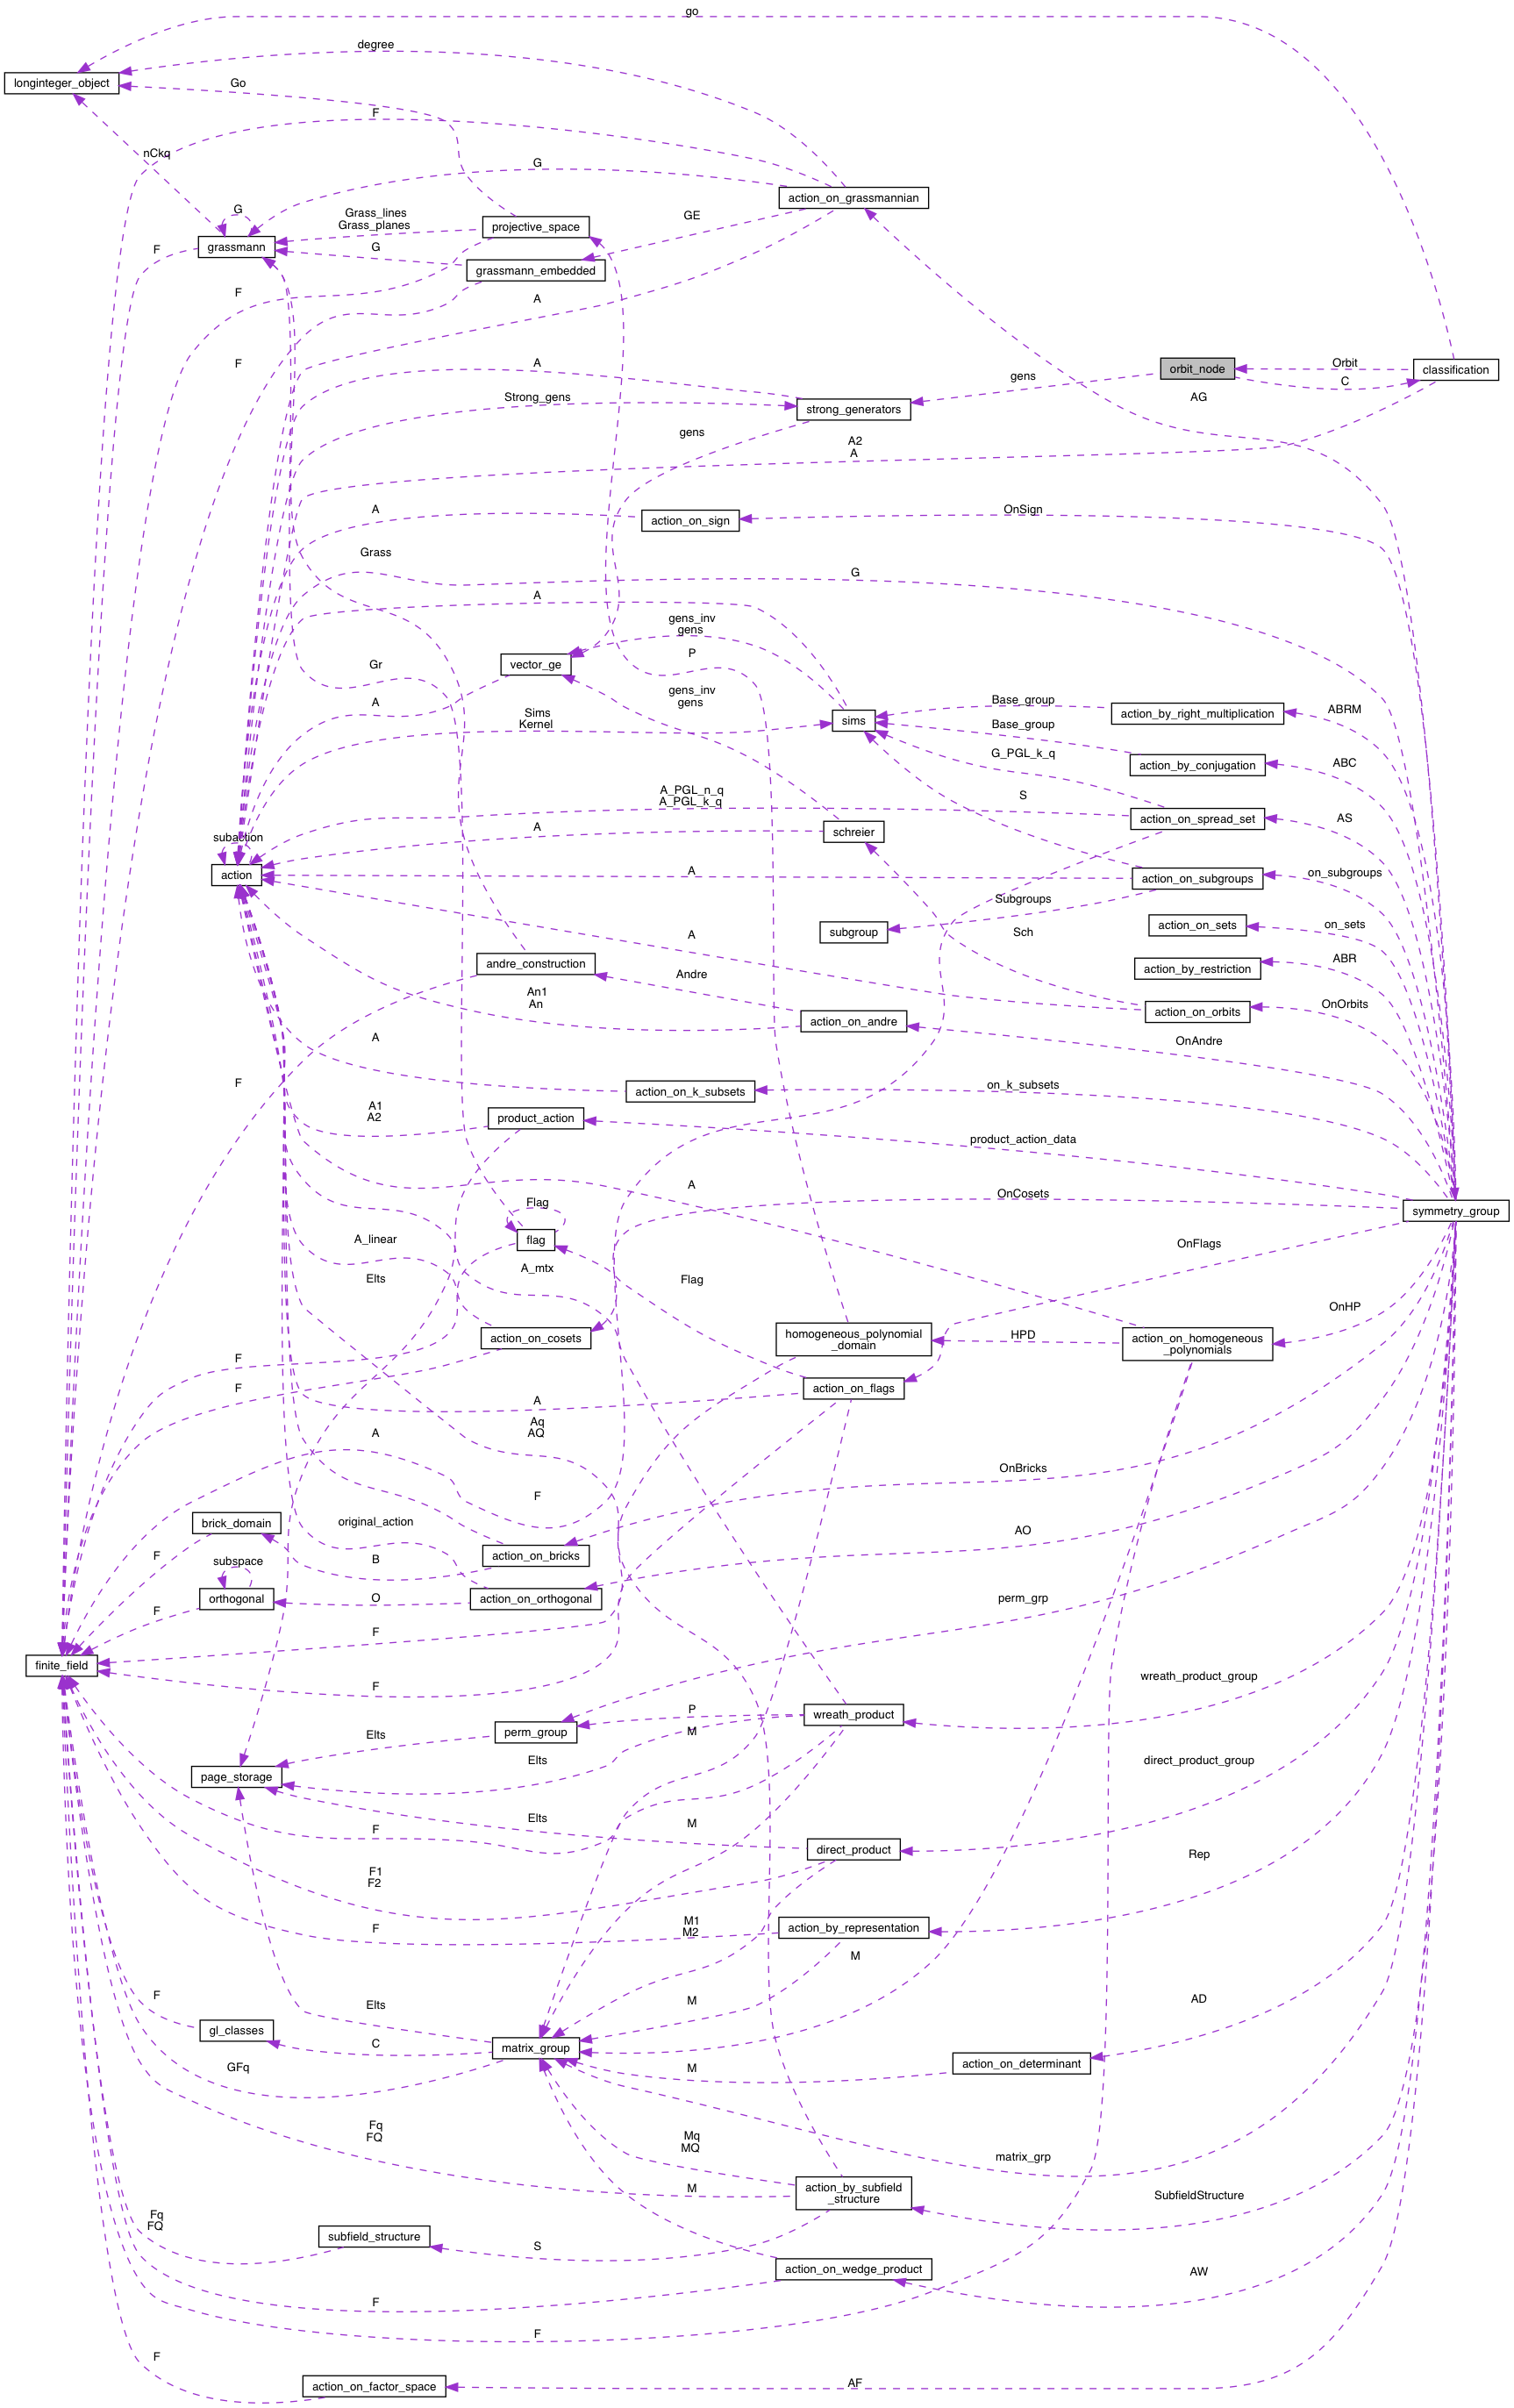 go
degree
longinteger_object
Go
F
nCkq
G
action_on_grassmannian
G
Grass_lines
Grass_planes
projective_space
GE
grassmann
F
G
grassmann_embedded
F
A
F
A
orbit_node
Orbit
classification
gens
C
Strong_gens
strong_generators
AG
gens
A2
A
A
action_on_sign
OnSign
Grass
G
A
gens_inv
gens
vector_ge
P
Gr
A
gens_inv
gens
Sims
Kernel
sims
Base_group
action_by_right_multiplication
ABRM
Base_group
G_PGL_k_q
action_by_conjugation
ABC
A_PGL_n_q
A_PGL_k_q
S
action_on_spread_set
AS
subaction
A
schreier
action
A
action_on_subgroups
on_subgroups
Subgroups
subgroup
action_on_sets
on_sets
A
Sch
andre_construction
Andre
action_by_restriction
ABR
An1
An
action_on_andre
action_on_orbits
OnOrbits
A
OnAndre
F
action_on_k_subsets
on_k_subsets
A1
A2
product_action
product_action_data
A
OnCosets
Flag
symmetry_group
flag
A_linear
OnFlags
Elts
A_mtx
Flag
OnHP
action_on_cosets
homogeneous_polynomial
_domain
HPD
action_on_homogeneous
_polynomials
F
F
action_on_flags
A
Aq
AQ
A
OnBricks
F
brick_domain
original_action
AO
F
B
action_on_bricks
subspace
orthogonal
O
action_on_orthogonal
perm_grp
F
F
finite_field
F
wreath_product_group
P
wreath_product
Elts
perm_group
M
Elts
direct_product_group
page_storage
Elts
M
F
direct_product
Rep
F1
F2
F
M1
M2
action_by_representation
M
F
Elts
M
AD
gl_classes
C
matrix_group
GFq
M
action_on_determinant
Fq
FQ
Mq
MQ
matrix_grp
M
action_by_subfield
_structure
SubfieldStructure
Fq
FQ
subfield_structure
S
action_on_wedge_product
AW
F
F
F
action_on_factor_space
AF